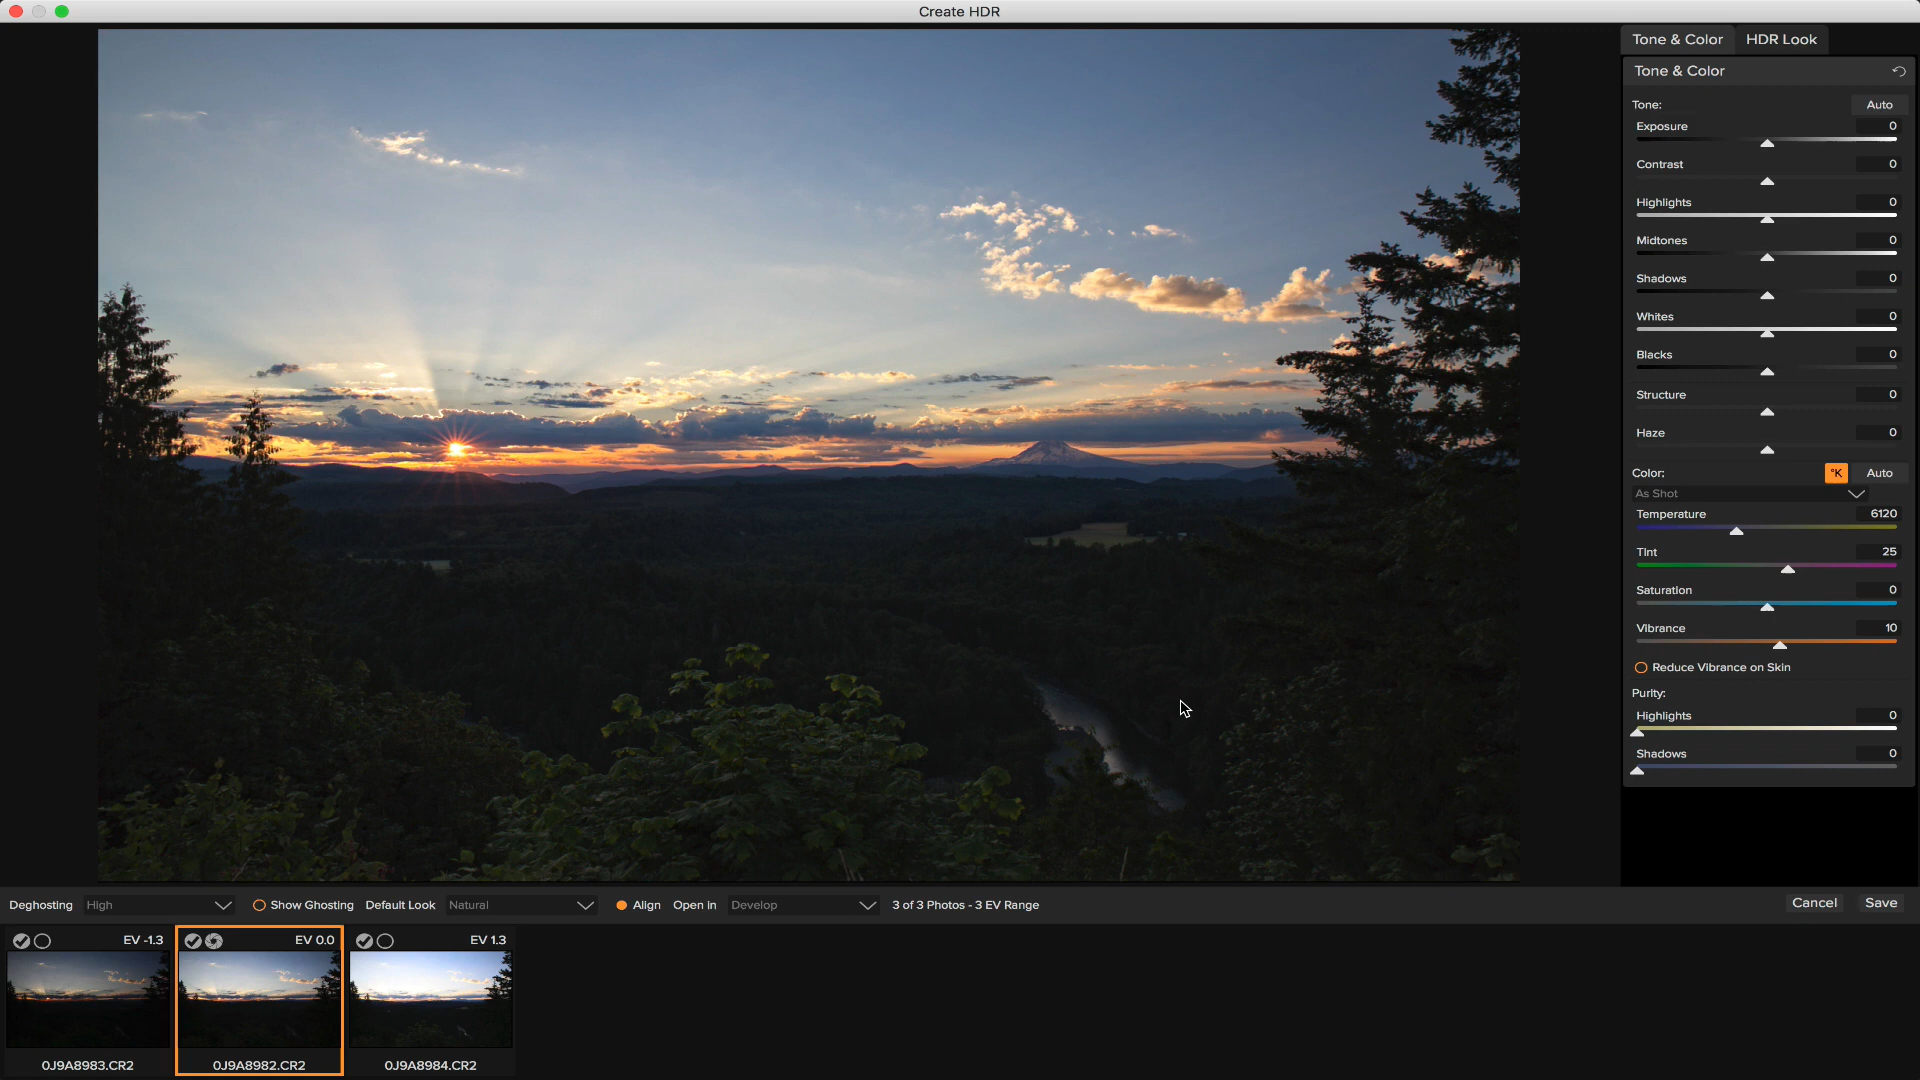 Create HDR
Tone & Color
HDR Look
Tone & Color
Tone:
Auto
Exposure
0
Contrast
0
Highlights
0
Midtones
0
Shadows
0
Whites
0
Blacks
0
Structure
0
Haze
0
Color:
°K
Auto
As Shot
Temperature
6120
Tint
25
Saturation
0
Vibrance
10
Reduce Vibrance on Skin
Purity:
Highlights
0
Shadows
0
Deghosting High Show Ghosting Default Look Natural Align Open in Develop 3 of 3 Photos - 3 EV Range Cancel Save
EV -1.3
EV 0.0
EV 1.3
0J9A8983.CR2
0J9A8982.CR2
0J9A8984.CR2